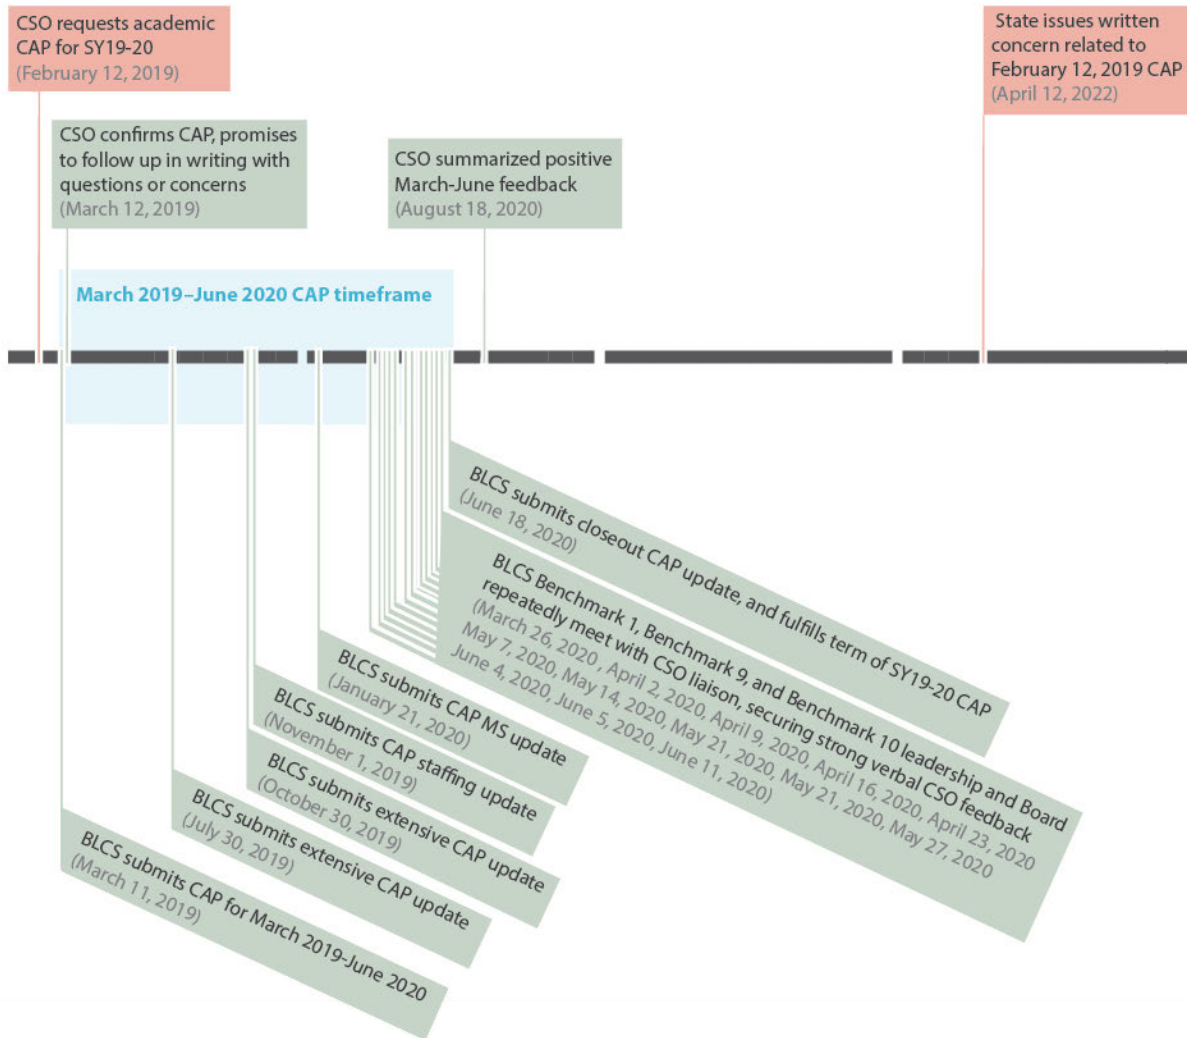 CSO requests academic
CAP for SY19-20
(February 12, 2019)
State issues written
concern related to
February 12, 2019 CAP
(April 12, 2022)
CSO confirms CAP, promises
to follow up in writing with
questions or concerns
(March 12, 2019)
CSO summarized positive
March-June feedback
(August 18, 2020)
March 2019–June 2020 CAP timeframe
BLCS submits closeout CAP update, and fulfills term of SY19-20 CAP
(June 18, 2020)
BLCS Benchmark 1, Benchmark 9, and Benchmark 10 leadership and Board
repeatedly meet with CSO liaison, securing strong verbal CSO feedback
(March 26, 2020 , April 2, 2020, April 9, 2020, April 16, 2020, April 23, 2020
May 7, 2020, May 14, 2020, May 21, 2020, May 21, 2020, May 27, 2020
June 4, 2020, June 5, 2020, June 11, 2020)
BLCS submits CAP MS update
(January 21, 2020)
BLCS submits CAP staffing update
(November 1, 2019)
BLCS submits extensive CAP update
(October 30, 2019)
BLCS submits extensive CAP update
(July 30, 2019)
BLCS submits CAP for March 2019-June 2020
(March 11, 2019)